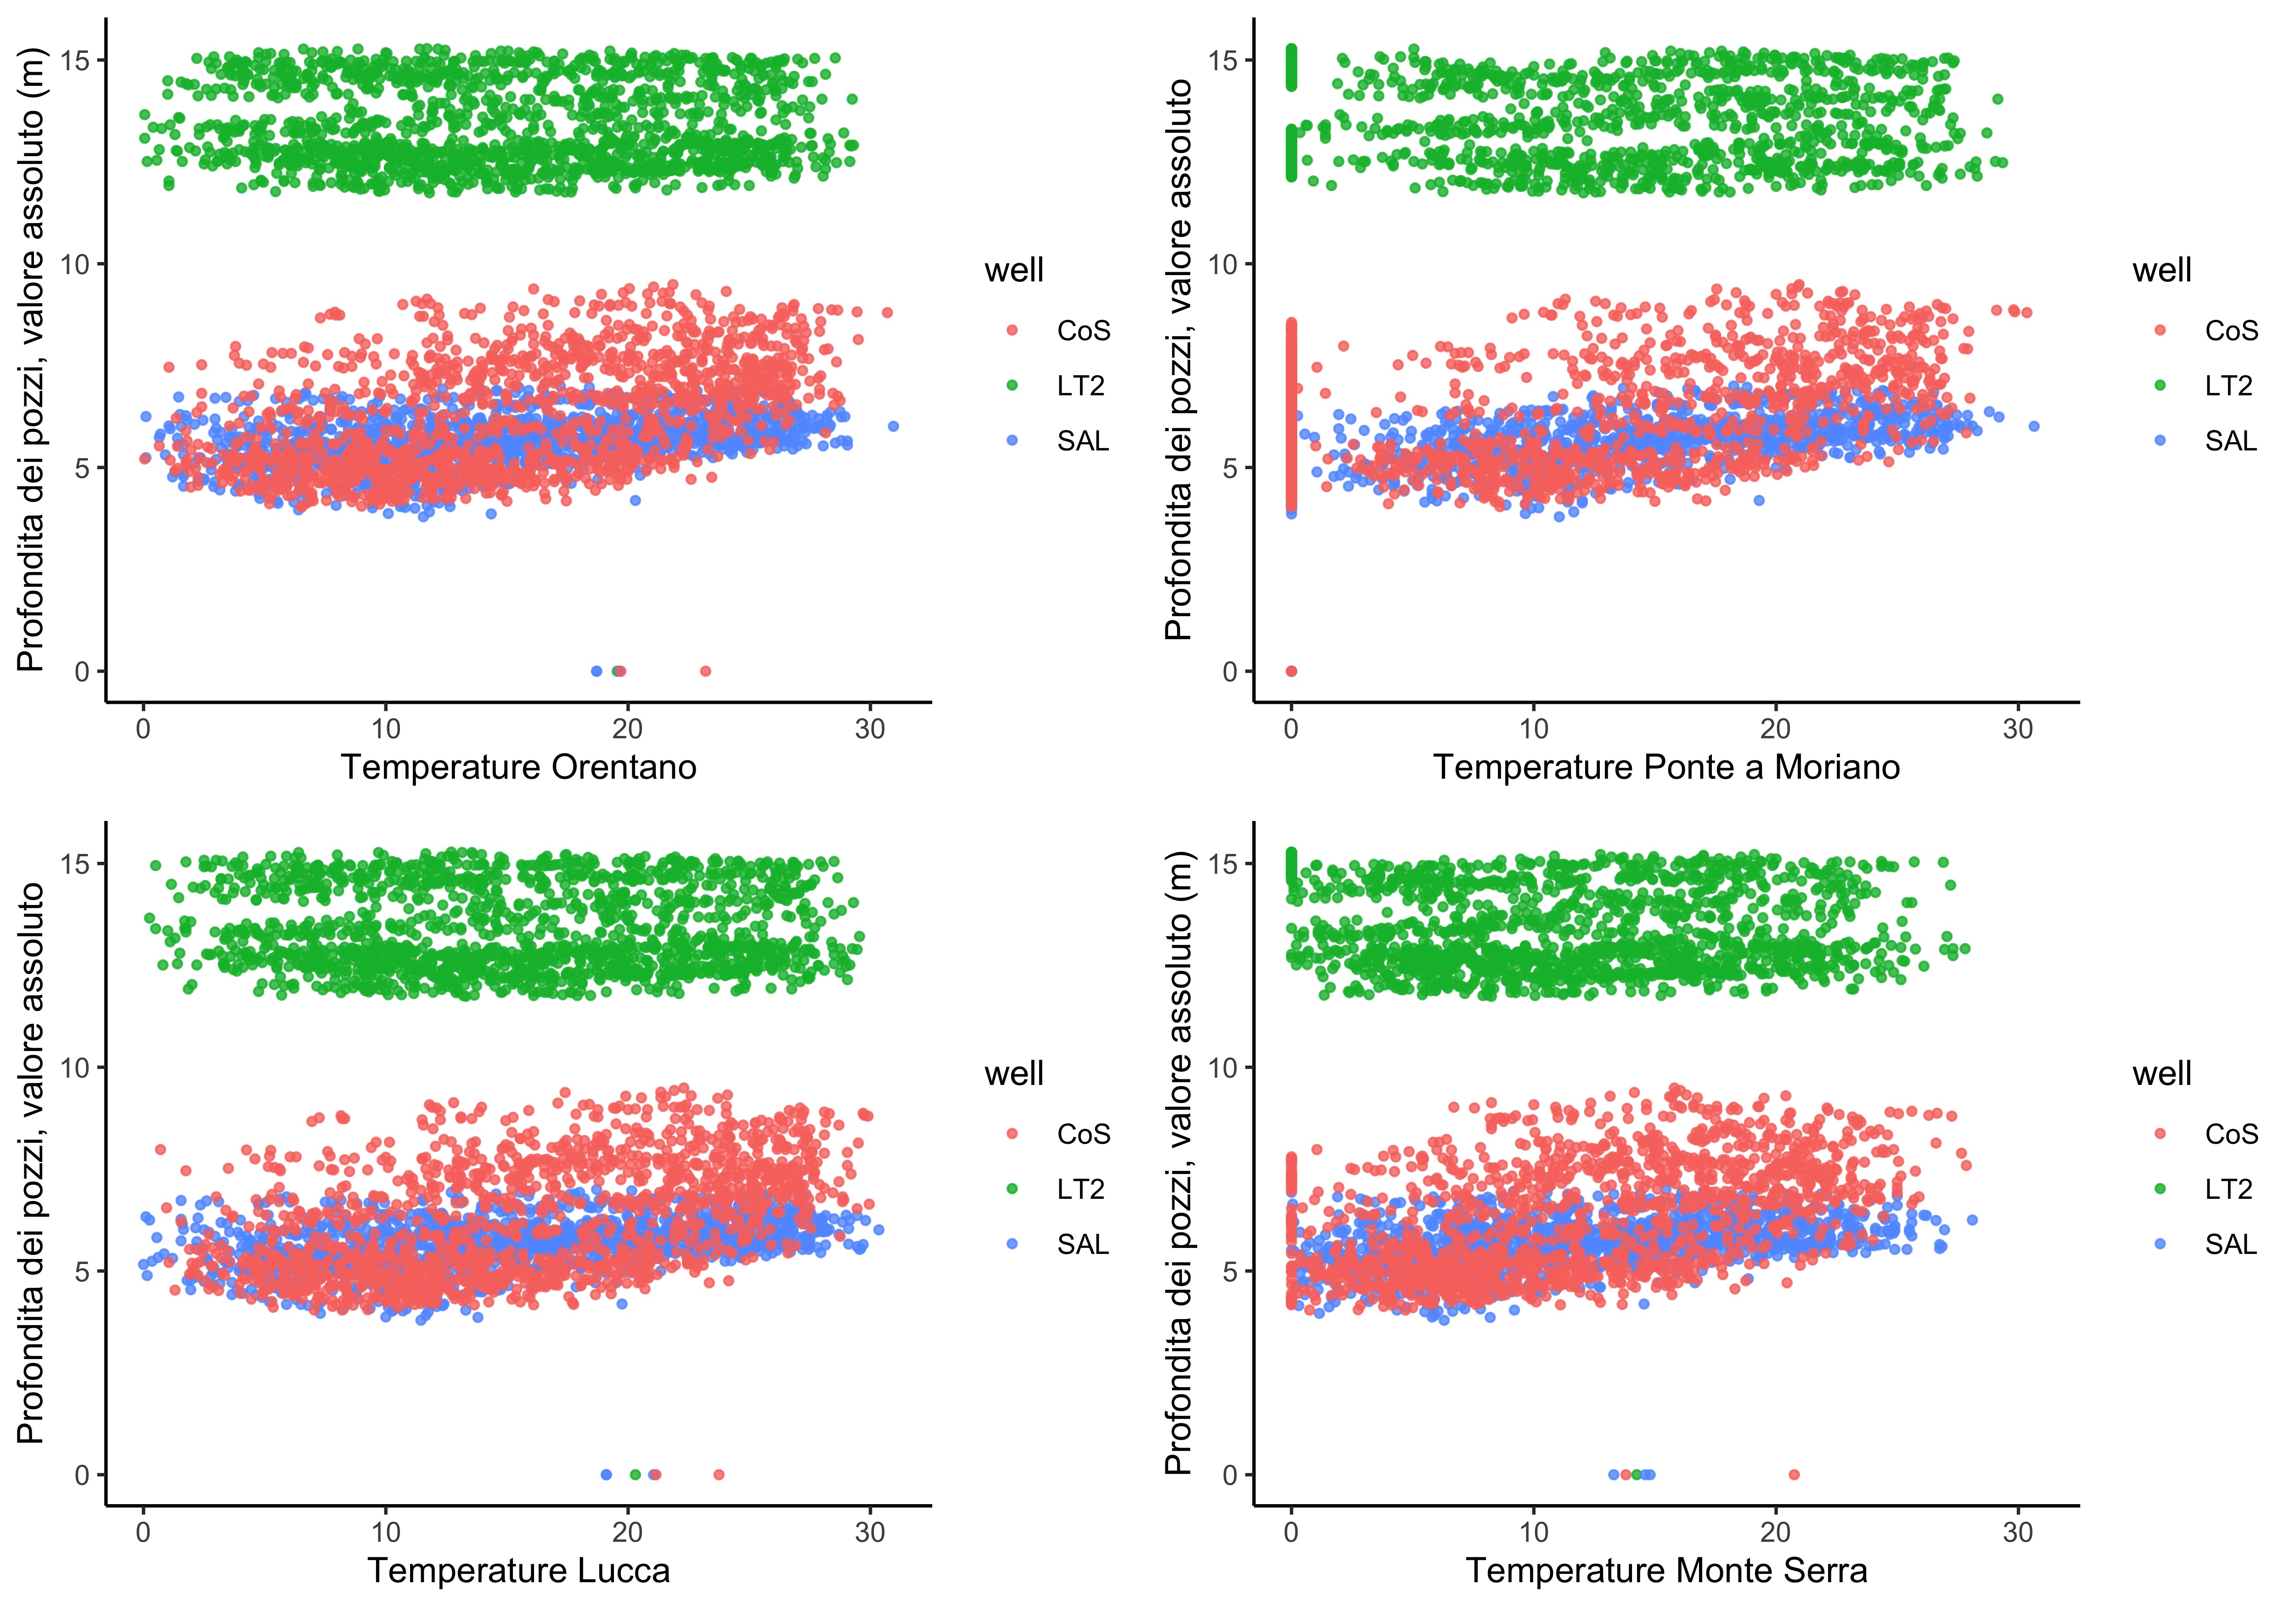 Profondita dei pozzi, valore assoluto (m)
15
10
5
0
0 10 20 30
Temperature Orentano
well
CoS
LT2
SAL
Profondita dei pozzi, valore assoluto
15
10
5
0
0 10 20 30
Temperature Ponte a Moriano
well
CoS
LT2
SAL
Profondita dei pozzi, valore assoluto
15
10
5
0
0 10 20 30
Temperature Lucca
well
CoS
LT2
SAL
Profondita dei pozzi, valore assoluto (m)
15
10
5
0
0 10 20 30
Temperature Monte Serra
well
CoS
LT2
SAL